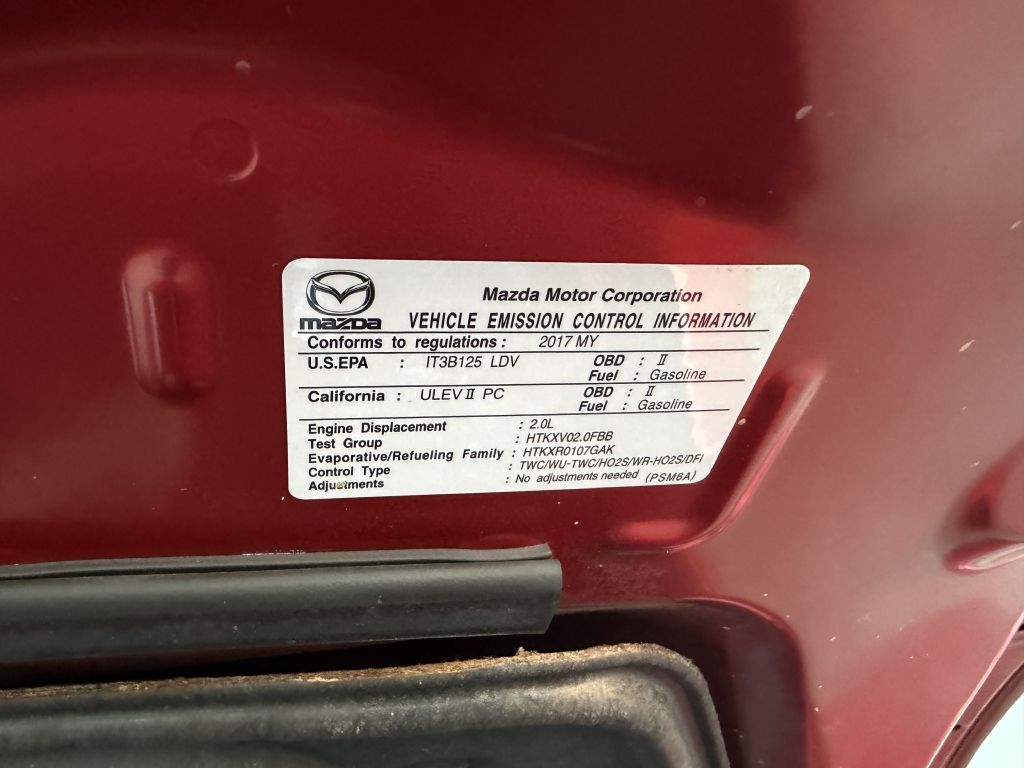 mazda
Mazda Motor Corporation
VEHICLE EMISSION CONTROL INFORMATION
Conforms to regulations : 2017 MY
U.S.EPA : IT3B125 LDV OBD : II
Fuel : Gasoline
California : ULEV II PC OBD : II
Fuel : Gasoline
Engine Displacement : 2.0L
Test Group : HTKXV02.0FBB
Evaporative/Refueling Family : HTKXR0107GAK
Control Type : TWC/WU-TWC/HO2S/WR-HO2S/DFI
Adjustments : No adjustments needed (PSM6A)